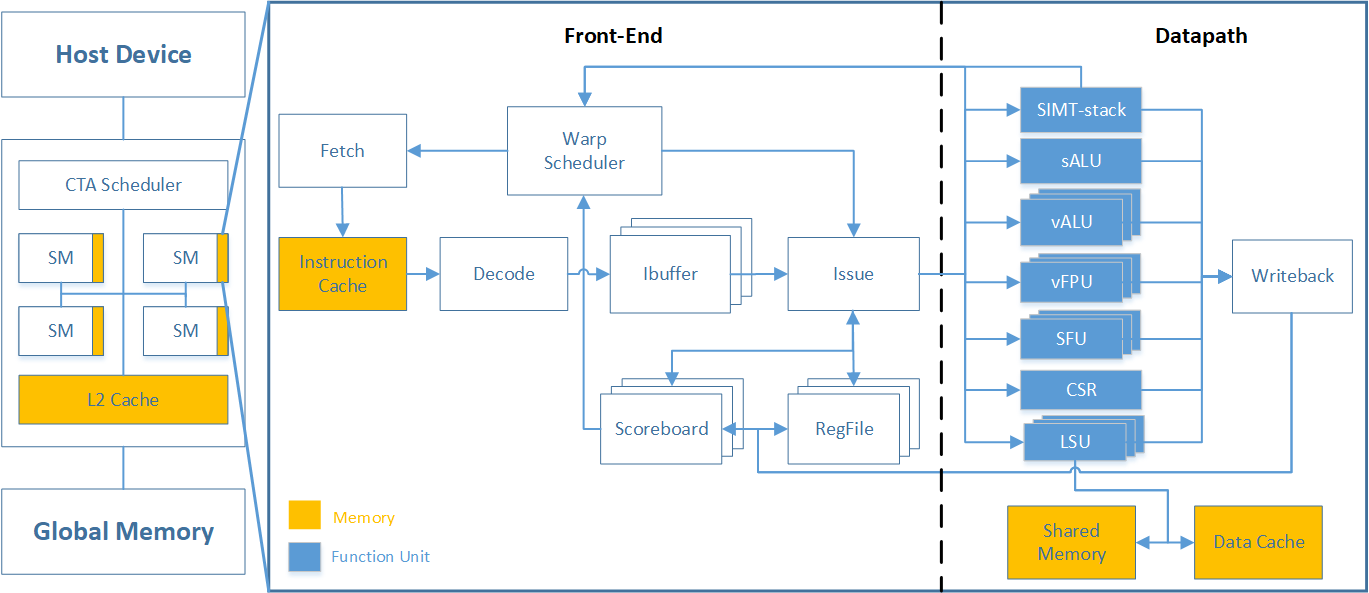 Host Device
CTA Scheduler
SM
SM
SM
SM
L2 Cache
Global Memory
Front-End
Datapath
Fetch
Warp
Scheduler
Instruction
Cache
Decode
Ibuffer
Issue
Scoreboard
RegFile
Memory
Function Unit
SIMT-stack
sALU
vALU
vFPU
SFU
CSR
LSU
Writeback
Shared
Memory
Data Cache